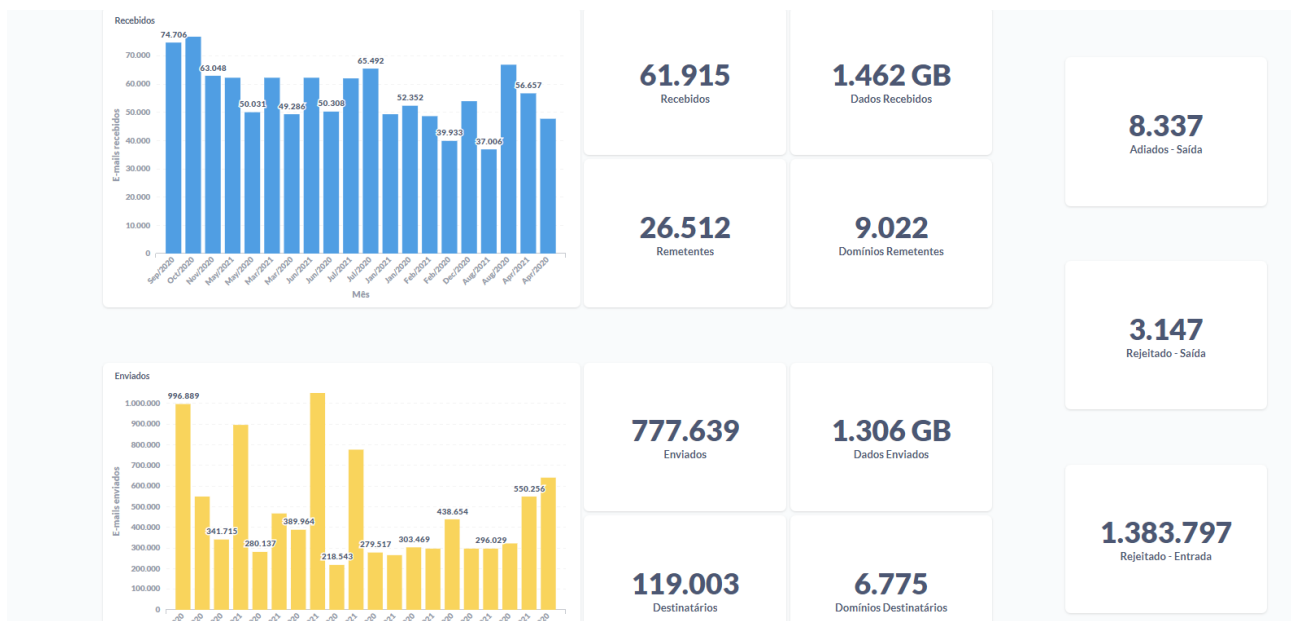 Recebidos
74.706
63.048
50.031
49.286
50.308
65.492
52.352
39.933
37.006
56.657
70.000
60.000
50.000
40.000
30.000
20.000
10.000
0
E-mails recebidos
Sep/2020
Oct/2020
Nov/2020
May/2021
May/2020
Mar/2021
Mar/2020
Jun/2021
Jun/2020
Jul/2021
Jul/2020
Jan/2021
Jan/2020
Feb/2021
Feb/2020
Dec/2020
Aug/2021
Aug/2020
Apr/2021
Apr/2020
Mês
61.915
Recebidos
1.462 GB
Dados Recebidos
26.512
Remetentes
9.022
Domínios Remetentes
8.337
Adiados - Saída
3.147
Rejeitado - Saída
1.383.797
Rejeitado - Entrada
Enviados
996.889
341.715
280.137
389.964
218.543
279.517
303.469
438.654
296.029
550.256
1.000.000
900.000
800.000
700.000
600.000
500.000
400.000
300.000
200.000
100.000
0
E-mails enviados
777.639
Enviados
1.306 GB
Dados Enviados
119.003
Destinatários
6.775
Domínios Destinatários